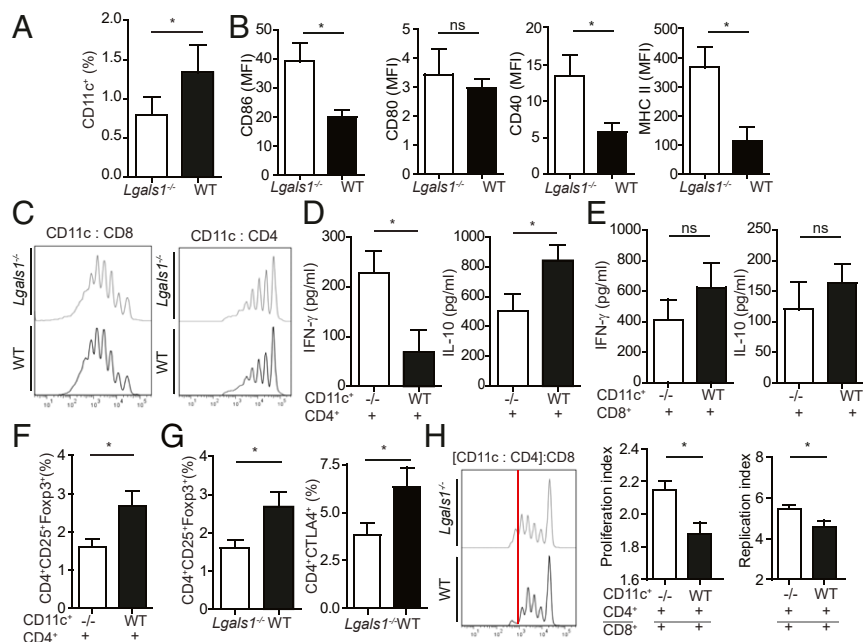 A
*
CD11c⁺ (%)
2.0
1.5
1.0
0.5
0.0
Lgals1⁻/⁻ WT
B
*
CD86 (MFI)
50
40
30
20
10
0
Lgals1⁻/⁻ WT
ns
CD80 (MFI)
5
4
3
2
1
0
Lgals1⁻/⁻ WT
*
CD40 (MFI)
20
15
10
5
0
Lgals1⁻/⁻ WT
*
MHC II (MFI)
500
400
300
200
100
0
Lgals1⁻/⁻ WT
C
CD11c : CD8
CD11c : CD4
Lgals1⁻/⁻
WT
Lgals1⁻/⁻
WT
D
*
IFN-γ (pg/ml)
300
200
100
0
CD11c⁺ -/- WT
CD4⁺ + +
*
IL-10 (pg/ml)
1000
800
600
400
200
0
-/- WT
+ +
E
ns
IFN-γ (pg/ml)
1000
800
600
400
200
0
CD11c⁺ -/- WT
CD8⁺ + +
ns
IL-10 (pg/ml)
200
150
100
50
0
-/- WT
+ +
F
*
CD4⁺CD25⁺Foxp3⁺(%)
4
3
2
1
0
CD11c⁺ -/- WT
CD4⁺ + +
G
*
CD4⁺CD25⁺Foxp3⁺(%)
4
3
2
1
0
Lgals1⁻/⁻ WT
*
CD4⁺CTLA4⁺ (%)
8
6
4
2
0
Lgals1⁻/⁻ WT
H
[CD11c : CD4]:CD8
Lgals1⁻/⁻
WT
*
Proliferation index
2.4
2.2
2.0
1.8
1.6
CD11c⁺ -/- WT
CD4⁺ + +
CD8⁺ + +
*
Replication index
8
6
4
2
-/- WT
+ +
+ +